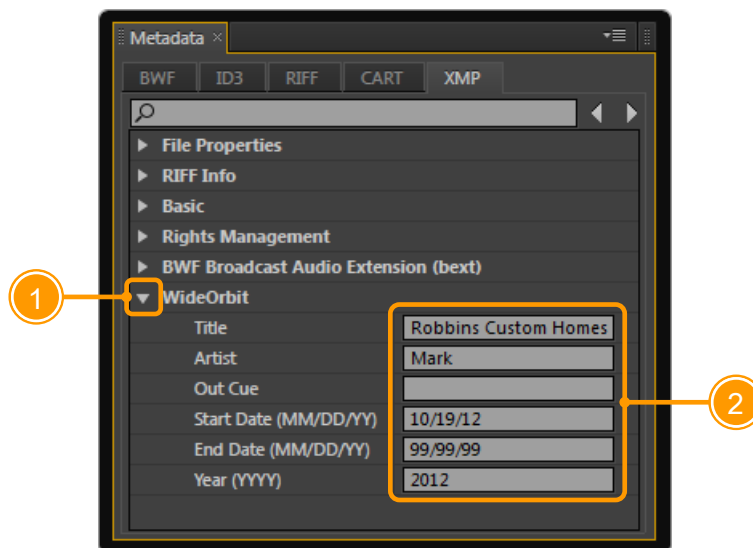 Metadata
BWF ID3 RIFF CART XMP
File Properties
RIFF Info
Basic
Rights Management
BWF Broadcast Audio Extension (bext)
1
WideOrbit
Title Robbins Custom Homes
Artist Mark
Out Cue
2
Start Date (MM/DD/YY) 10/19/12
End Date (MM/DD/YY) 99/99/99
Year (YYYY) 2012